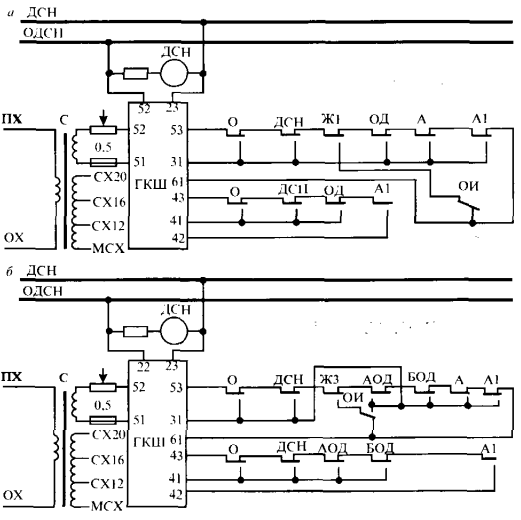 а ДСН
ОДСН
ДСН
52 23
ПХ С 52 53 О ДСН Ж1 ОД А А1
0.5 51 31
ГКШ
СХ20 61 О ДСП ОД А1 ОИ
СХ16 43
СХ12 41
ОХ МСХ 42
б ДСН
ОДСН
ДСН
22 23
ПХ С 52 53 О ДСН Ж3 АОД БОД А А1
0.5 51 31 ОИ
ГКШ
СХ20 61
СХ16 43 О ДСН АОД БОД А1
СХ12 41
ОХ МСХ 42